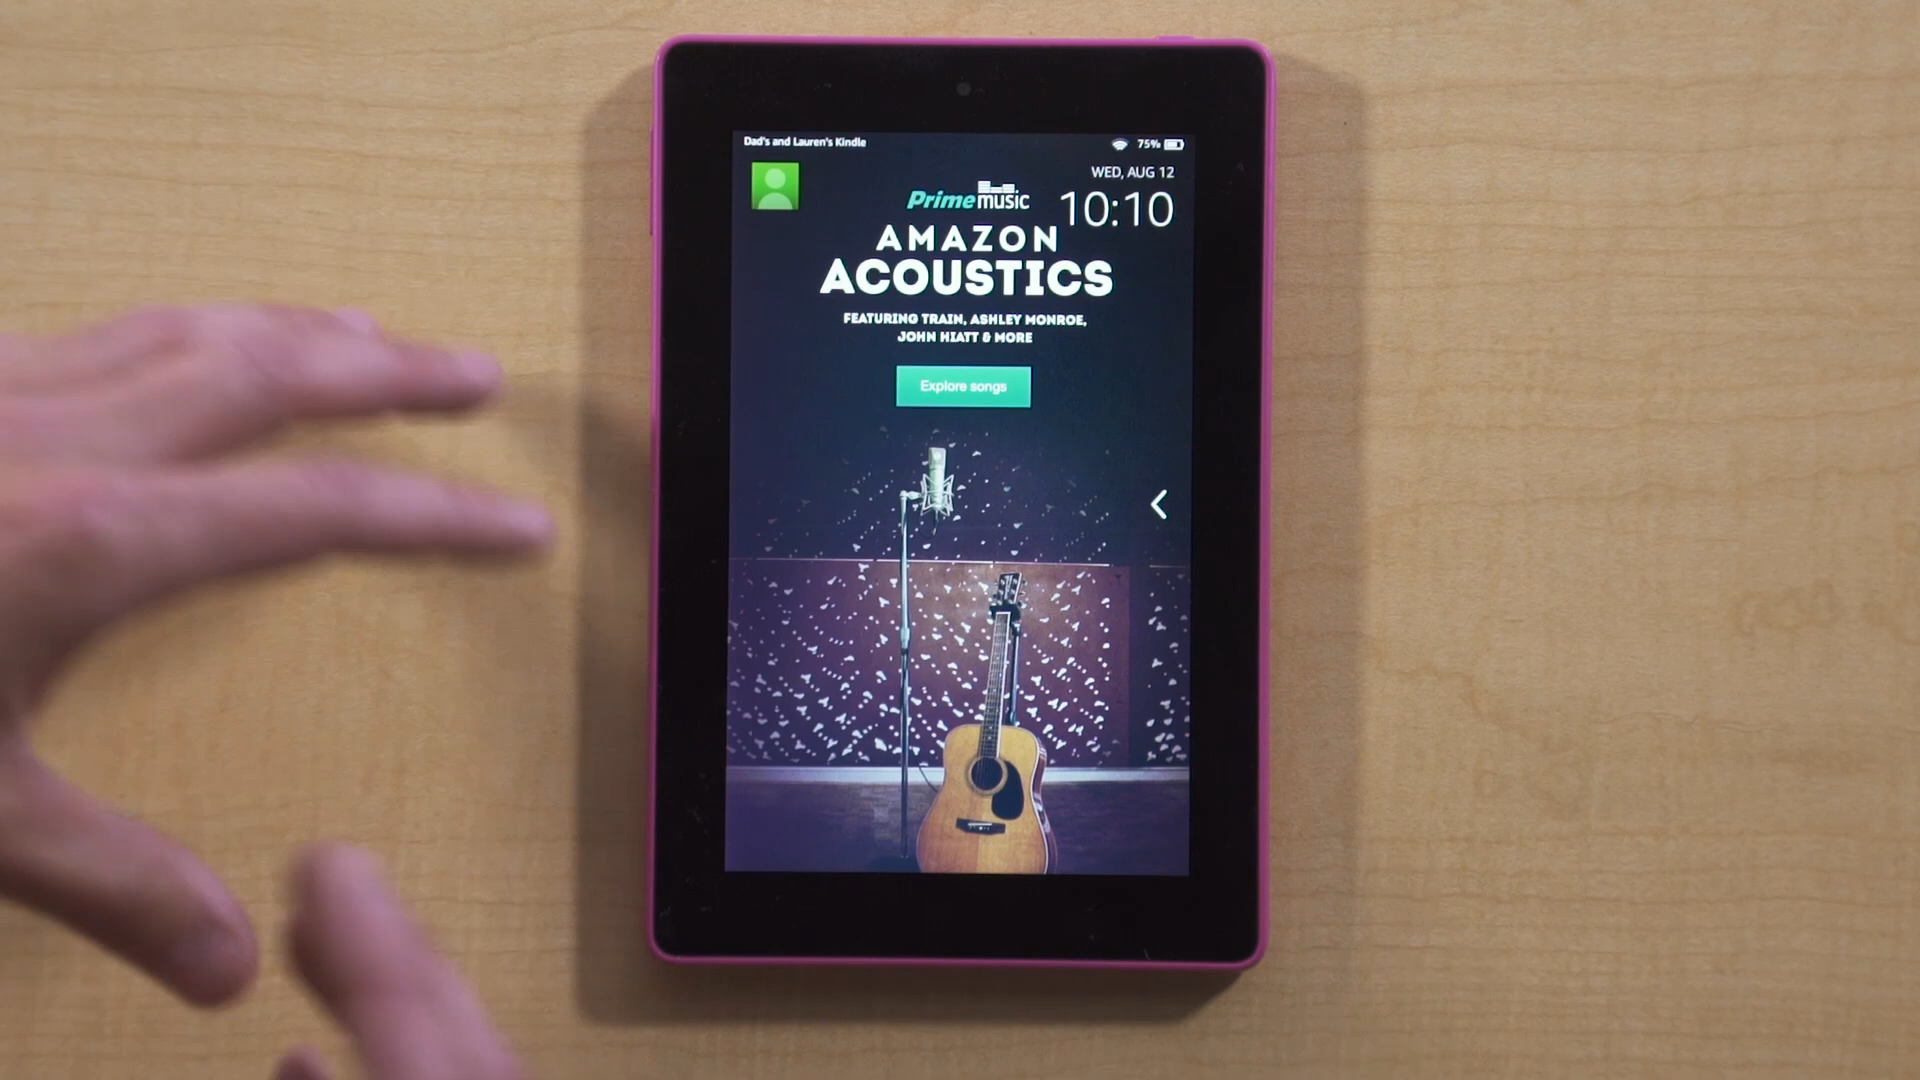 Dad's and Lauren's Kindle
75%
WED, AUG 12
10:10
Prime music
AMAZON
ACOUSTICS
FEATURING TRAIN, ASHLEY MONROE,
JOHN HIATT & MORE
Explore songs